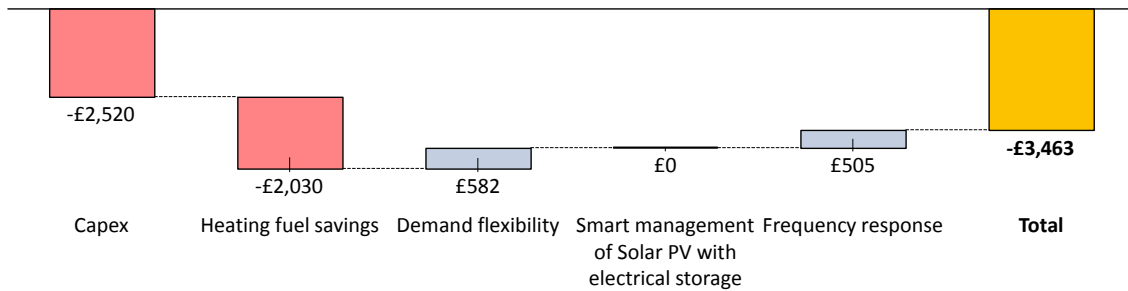 -£2,520
-£2,030
£582
£0
£505
-£3,463
Capex
Heating fuel savings
Demand flexibility
Smart management
of Solar PV with
electrical storage
Frequency response
Total